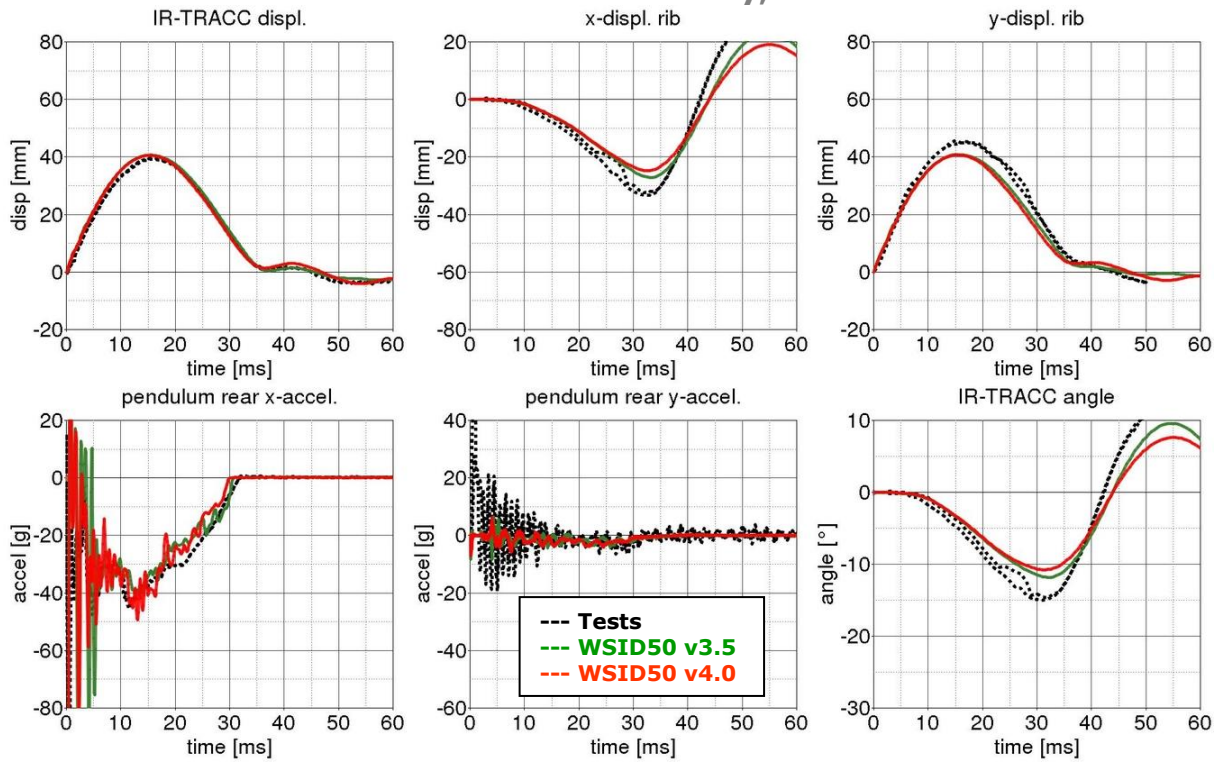 IR-TRACC displ.
x-displ. rib
y-displ. rib
80
60
40
20
0
-20
disp [mm]
0 10 20 30 40 50 60
time [ms]
20
0
-20
-40
-60
-80
disp [mm]
0 10 20 30 40 50 60
time [ms]
80
60
40
20
0
-20
disp [mm]
0 10 20 30 40 50 60
time [ms]
pendulum rear x-accel.
pendulum rear y-accel.
IR-TRACC angle
20
0
-20
-40
-60
-80
accel [g]
0 10 20 30 40 50 60
time [ms]
40
20
0
-20
-40
-60
accel [g]
0 10 20 30 40 50 60
time [ms]
Tests
WSID50 v3.5
WSID50 v4.0
10
0
-10
-20
-30
angle [°]
0 10 20 30 40 50 60
time [ms]